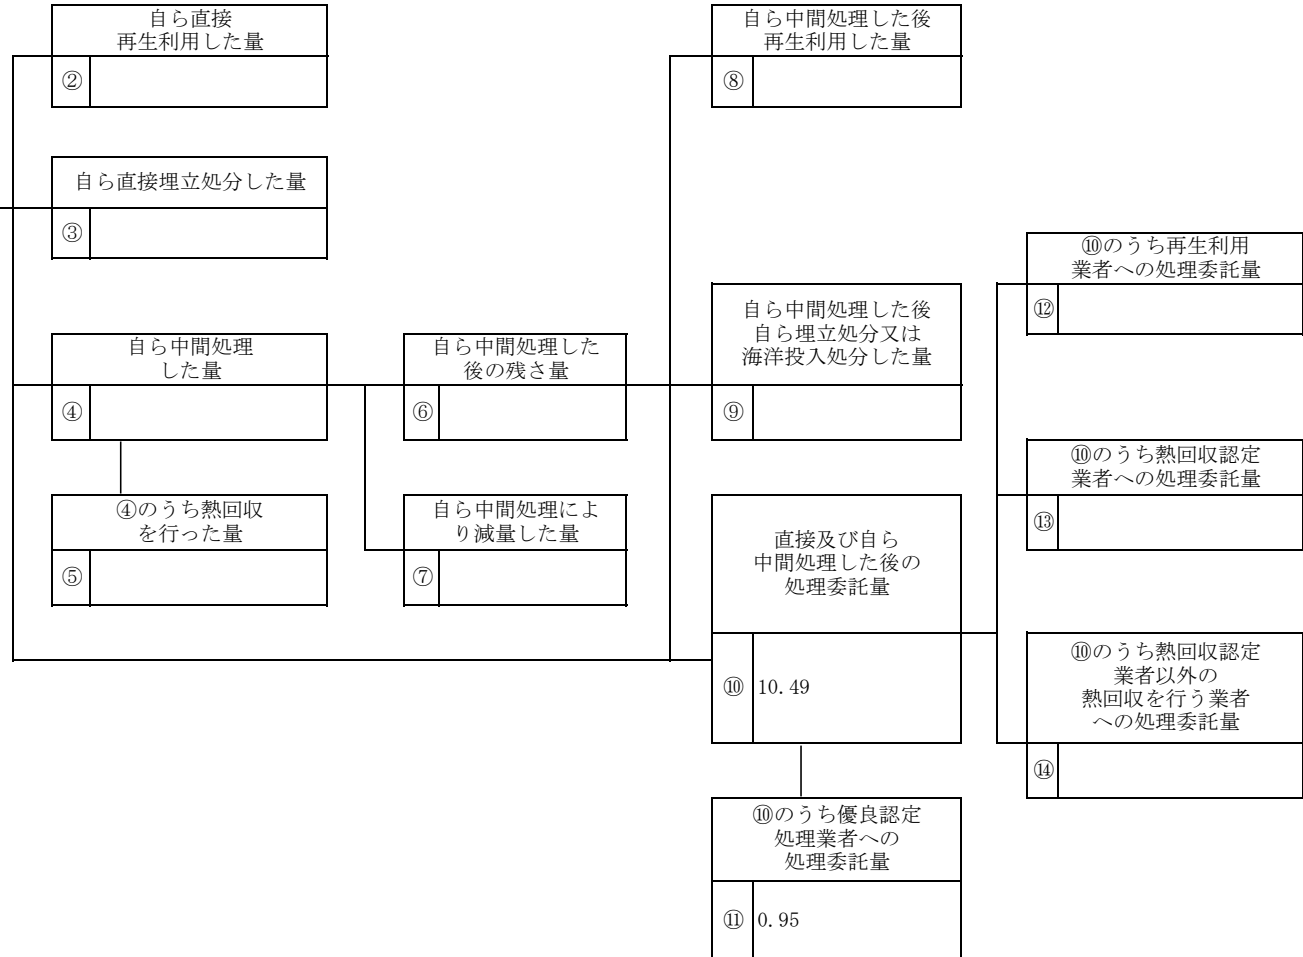 自ら直接
再生利用した量
②
自ら直接埋立処分した量
③
自ら中間処理
した量
④
④のうち熱回収
を行った量
⑤
自ら中間処理した
後の残さ量
⑥
自ら中間処理によ
り減量した量
⑦
自ら中間処理した後
再生利用した量
⑧
自ら中間処理した後
自ら埋立処分又は
海洋投入処分した量
⑨
直接及び自ら
中間処理した後の
処理委託量
⑩ 10.49
⑩のうち優良認定
処理業者への
処理委託量
⑪ 0.95
⑩のうち再生利用
業者への処理委託量
⑫
⑩のうち熱回収認定
業者への処理委託量
⑬
⑩のうち熱回収認定
業者以外の
熱回収を行う業者
への処理委託量
⑭